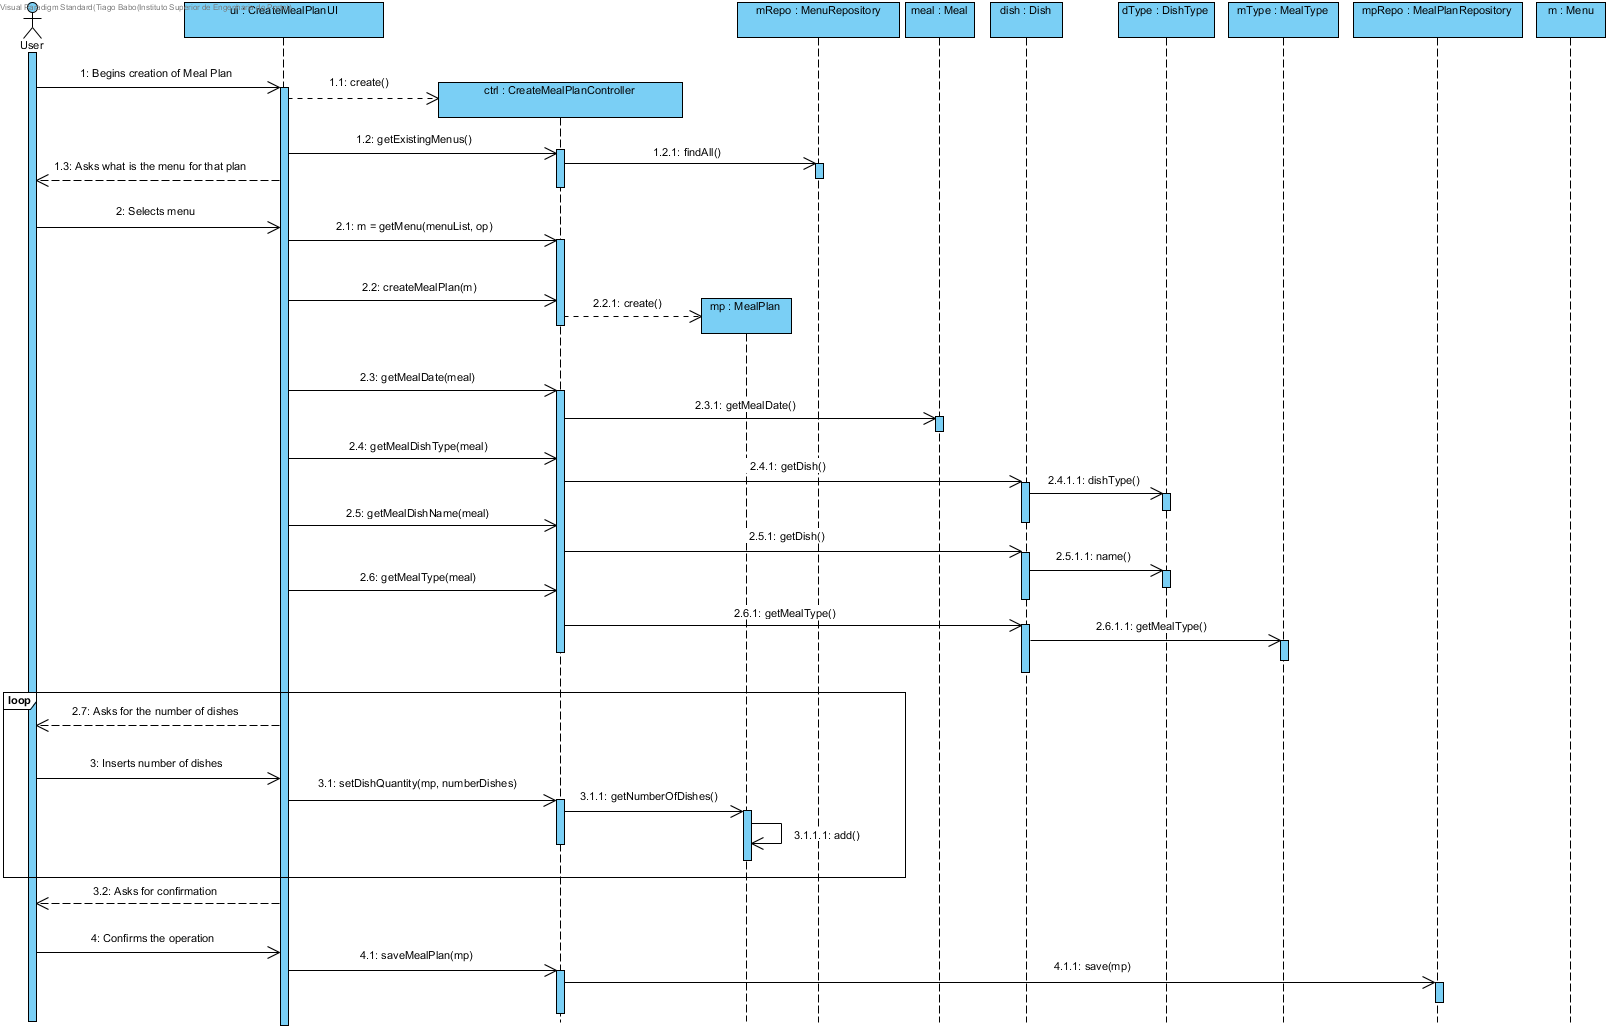 Visual Paradigm Standard(Tiago Babo(Instituto Superior de Engenharia
ui : CreateMealPlanUI
mRepo : MenuRepository
meal : Meal
dish : Dish
dType : DishType
mType : MealType
mpRepo : MealPlanRepository
m : Menu
User
1: Begins creation of Meal Plan
1.1: create()
ctrl : CreateMealPlanController
1.2: getExistingMenus()
1.2.1: findAll()
1.3: Asks what is the menu for that plan
2: Selects menu
2.1: m = getMenu(menuList, op)
2.2: createMealPlan(m)
2.2.1: create()
mp : MealPlan
2.3: getMealDate(meal)
2.3.1: getMealDate()
2.4: getMealDishType(meal)
2.4.1: getDish()
2.4.1.1: dishType()
2.5: getMealDishName(meal)
2.5.1: getDish()
2.5.1.1: name()
2.6: getMealType(meal)
2.6.1: getMealType()
2.6.1.1: getMealType()
loop
2.7: Asks for the number of dishes
3: Inserts number of dishes
3.1: setDishQuantity(mp, numberDishes)
3.1.1: getNumberOfDishes()
3.1.1.1: add()
3.2: Asks for confirmation
4: Confirms the operation
4.1: saveMealPlan(mp)
4.1.1: save(mp)